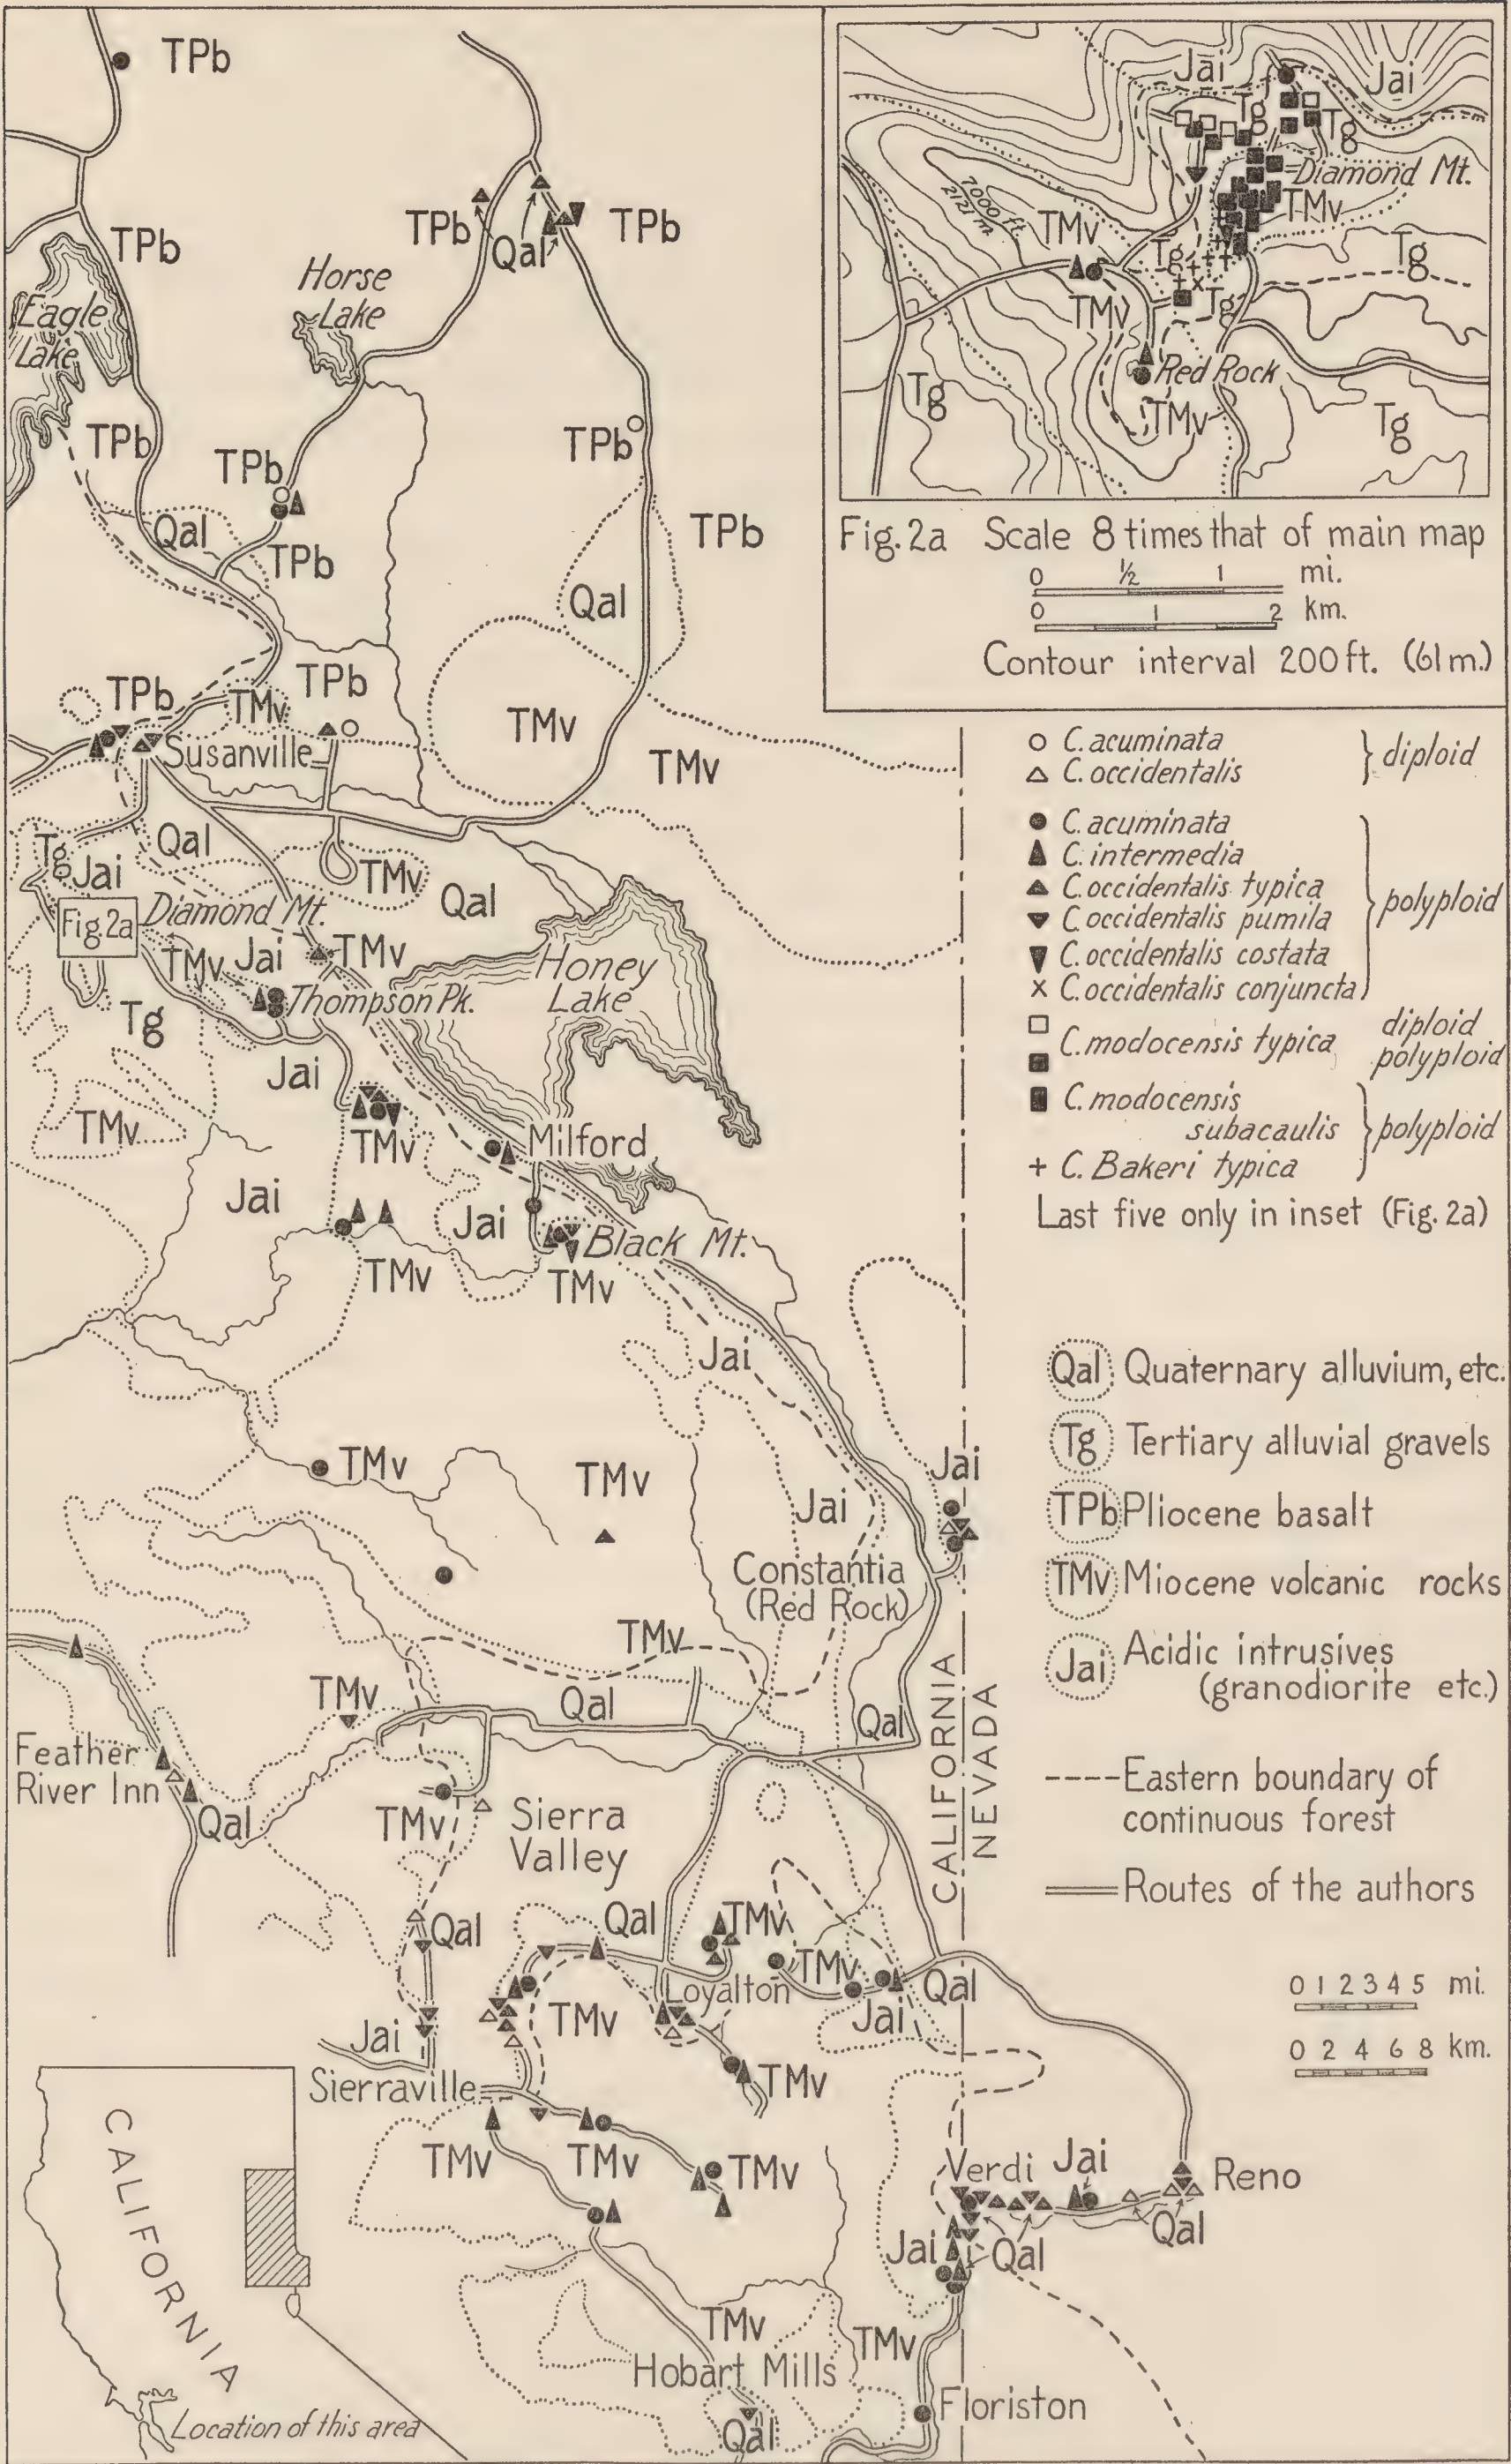 TPb
TPb
TPb
Qal
TPb
TPb
Eagle
Lake
Horse
Lake
TPb
TPb
TPb
Qal
TPb
TPb
Qal
TPb
TPb
TMv
TMv
TMv
Susanville
Tg
Jai
Qal
TMv
Qal
Fig.2a
Diamond Mt.
TMv
Jai
TMv
Honey
Lake
Thompson Pk.
Tg
Jai
TMv
TMv
Milford
Jai
Jai
Black Mt.
TMv
TMv
Jai
TMv
TMv
Jai
Jai
Constantia
(Red Rock)
TMv
TMv
Qal
Qal
Feather
River Inn
Qal
TMv
Sierra
Valley
CALIFORNIA
NEVADA
Qal
Qal
TMv
TMv
Qal
Loyalton
Jai
TMv
Jai
Sierraville
TMv
TMv
TMv
TMv
Verdi
Jai
Reno
Qal
Jai
Qal
TMv
TMv
Hobart Mills
Floriston
Qal
CALIFORNIA
Location of this area
Jai
Jai
Tg
Tg
Diamond Mt.
7000 ft.
2121 m.
TMv
TMv
Tg
Tg
TMv
Tg
Red Rock
Tg
TMv
Tg
Fig. 2a Scale 8 times that of main map
0 ½ 1 mi.
0 1 2 km.
Contour interval 200 ft. (61 m.)
C. acuminata
C. occidentalis
} diploid
C. acuminata
C. intermedia
C. occidentalis typica
C. occidentalis pumila
C. occidentalis costata
x C. occidentalis conjuncta
} polyploid
C. modocensis typica
diploid
polyploid
C. modocensis
subacaulis
+ C. Bakeri typica
} polyploid
Last five only in inset (Fig. 2a)
Qal Quaternary alluvium, etc.
Tg Tertiary alluvial gravels
TPb Pliocene basalt
TMv Miocene volcanic rocks
Jai Acidic intrusives
(granodiorite etc.)
Eastern boundary of
continuous forest
Routes of the authors
0 1 2 3 4 5 mi.
0 2 4 6 8 km.